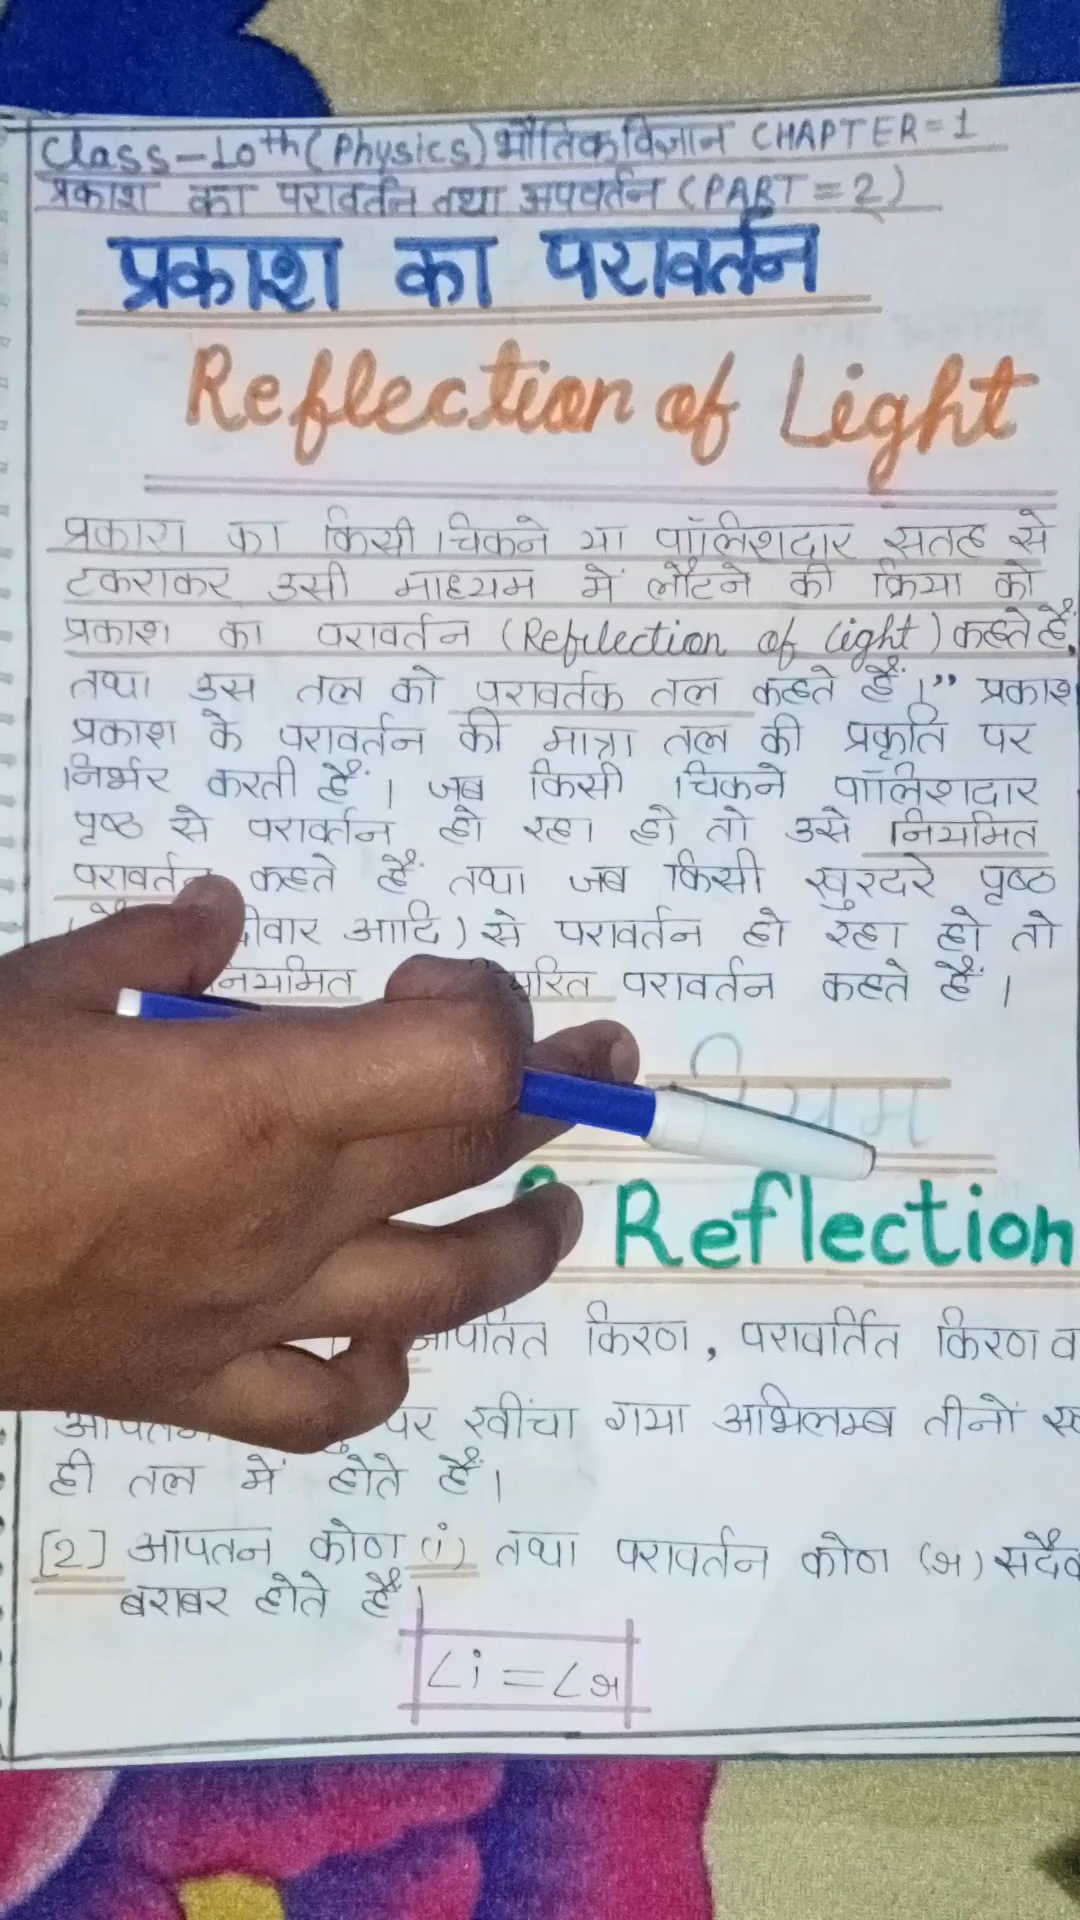 Class-10th (Physics) भौतिक विज्ञान CHAPTER=1
प्रकाश का परावर्तन तथा अपवर्तन (PART=2)
प्रकाश का परावर्तन
Reflection of Light
प्रकाश का किसी चिकने या पॉलिशदार सतह से
टकराकर उसी माध्यम में लौटने की क्रिया को
प्रकाश का परावर्तन (Refilection of light) कहते हैं,
तथा उस तल को परावर्तक तल कहते हैं।” प्रकाश
प्रकाश के परावर्तन की मात्रा तल की प्रकृति पर
निर्भर करती हैं। जब किसी चिकने पॉलिशदार
पृष्ठ से परावर्तन हो रहा हो तो उसे नियमित
परावर्तन कहते हैं तथा जब किसी खुरदरे पृष्ठ
दीवार आदि) से परावर्तन हो रहा हो तो
परावर्तन कहते हैं।
नियम
Reflection
आपतित किरण, परावर्तित किरण व
पर खींचा गया अभिलम्ब तीनों
ही तल में होते हैं।
[2] आपतन कोण (i) तथा परावर्तन कोण (r) सदैव
बराबर होते हैं।
∠i = ∠r